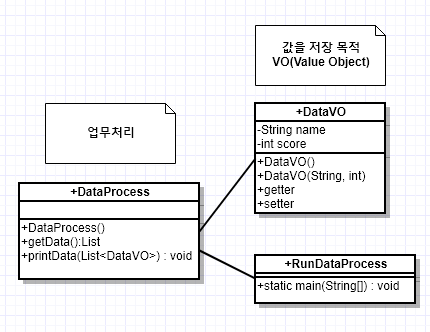 값을 저장 목적
VO(Value Object)
업무처리
+DataVO
-String name
-int score
+DataVO()
+DataVO(String, int)
+getter
+setter
+DataProcess
+DataProcess()
+getData():List
+printData(List<DataVO>) : void
+RunDataProcess
+static main(String[]) : void